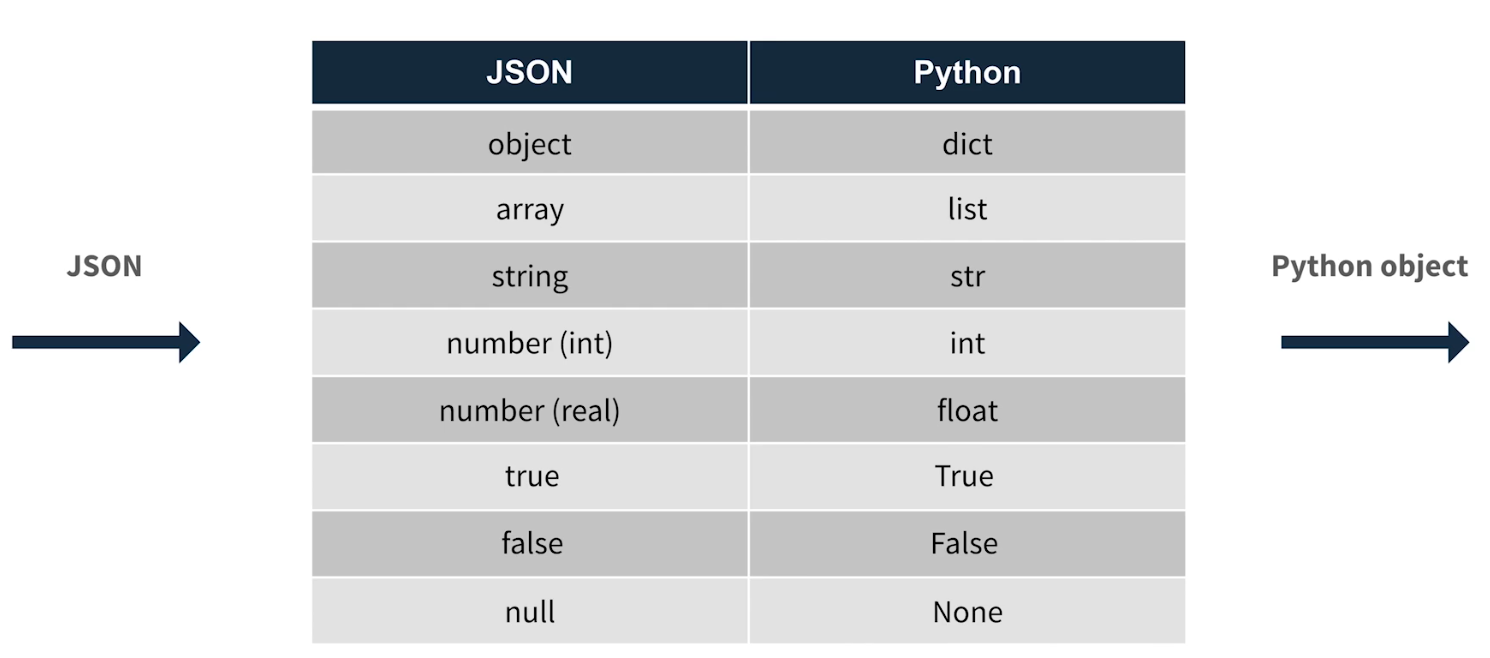 JSON Python
object dict
array list
JSON
Python object
string str
number (int) int
number (real) float
true True
false False
null None